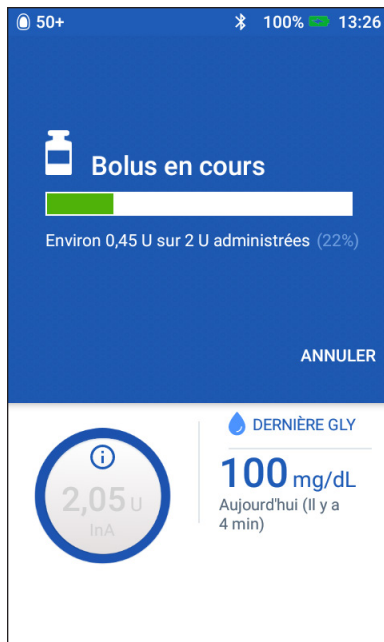 50+ 100% 13:26
Bolus en cours
Environ 0,45 U sur 2 U administrées (22%)
ANNULER
2,05 U
InA
DERNIÈRE GLY
100 mg/dL
Aujourd'hui (Il y a
4 min)